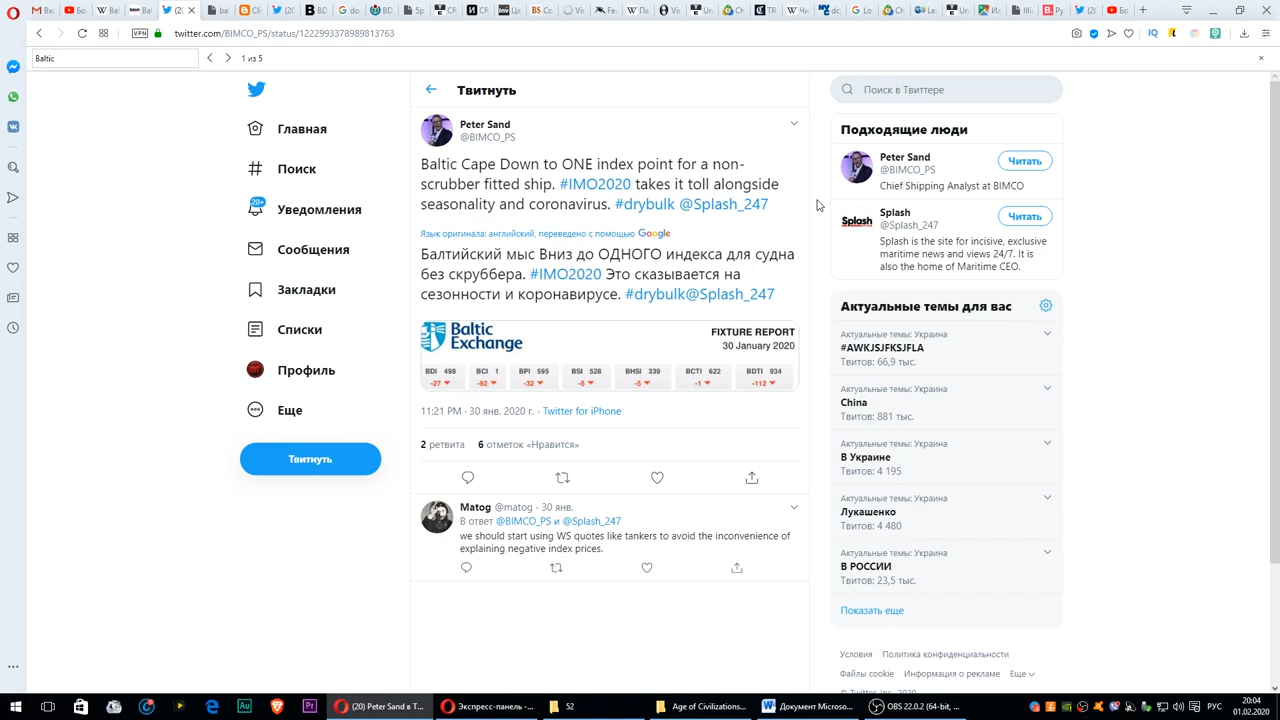 VPN
twitter.com/BIMCO_PS/status/1222993378989813763
Baltic
1 из 5
Главная
Поиск
20+
Уведомления
Сообщения
Закладки
Списки
Профиль
Еще
Твитнуть
Твитнуть
Peter Sand
@BIMCO_PS
Baltic Cape Down to ONE index point for a non-
scrubber fitted ship. #IMO2020 takes it toll alongside
seasonality and coronavirus. #drybulk @Splash_247
Язык оригинала: английский, переведено с помощью Google
Балтийский мыс Вниз до ОДНОГО индекса для судна
без скруббера. #IMO2020 Это сказывается на
сезонности и коронавирусе. #drybulk@Splash_247
Baltic
Exchange
FIXTURE REPORT
30 January 2020
BDI 498 BCI 1 BPI 595 BSI 528 BHSI 339 BCTI 622 BDTI 934
-27 -92 -32 -5 -5 -1 -112
11:21 PM · 30 янв. 2020 г. · Twitter for iPhone
2 ретвита 6 отметок «Нравится»
Matog @matog · 30 янв.
В ответ @BIMCO_PS и @Splash_247
we should start using WS quotes like tankers to avoid the inconvenience of
explaining negative index prices.
Поиск в Твиттере
Подходящие люди
Peter Sand
@BIMCO_PS
Читать
Chief Shipping Analyst at BIMCO
Splash
Splash
@Splash_247
Читать
Splash is the site for incisive, exclusive
maritime news and views 24/7. It is
also the home of Maritime CEO.
Актуальные темы для вас
Актуальные темы: Украина
#AWKJSJFKSJFLA
Твитов: 66,9 тыс.
Актуальные темы: Украина
China
Твитов: 881 тыс.
Актуальные темы: Украина
В Украине
Твитов: 4 195
Актуальные темы: Украина
Лукашенко
Твитов: 4 480
Актуальные темы: Украина
В РОССИИ
Твитов: 23,5 тыс.
Показать еще
Условия Политика конфиденциальности
Файлы cookie Информация о рекламе Еще
(20) Peter Sand в Т...
Экспресс-панель -...
52
Age of Civilizations...
Документ Microso...
OBS 22.0.2 (64-bit, ...
РУС
20:04
01.02.2020